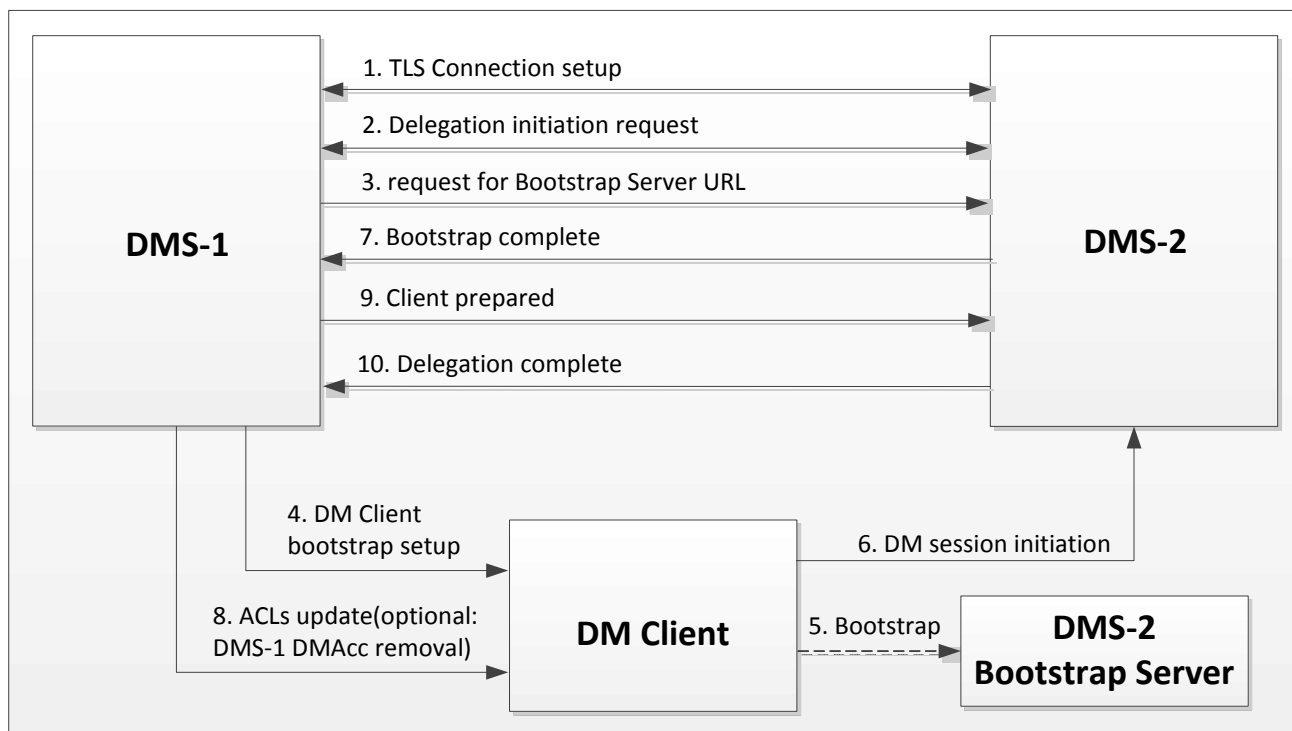 1. TLS Connection setup
2. Delegation initiation request
3. request for Bootstrap Server URL
DMS-1
DMS-2
7. Bootstrap complete
9. Client prepared
10. Delegation complete
4. DM Client
bootstrap setup
6. DM session initiation
8. ACLs update(optional:
DMS-1 DMAcc removal)
DM Client
5. Bootstrap
DMS-2
Bootstrap Server